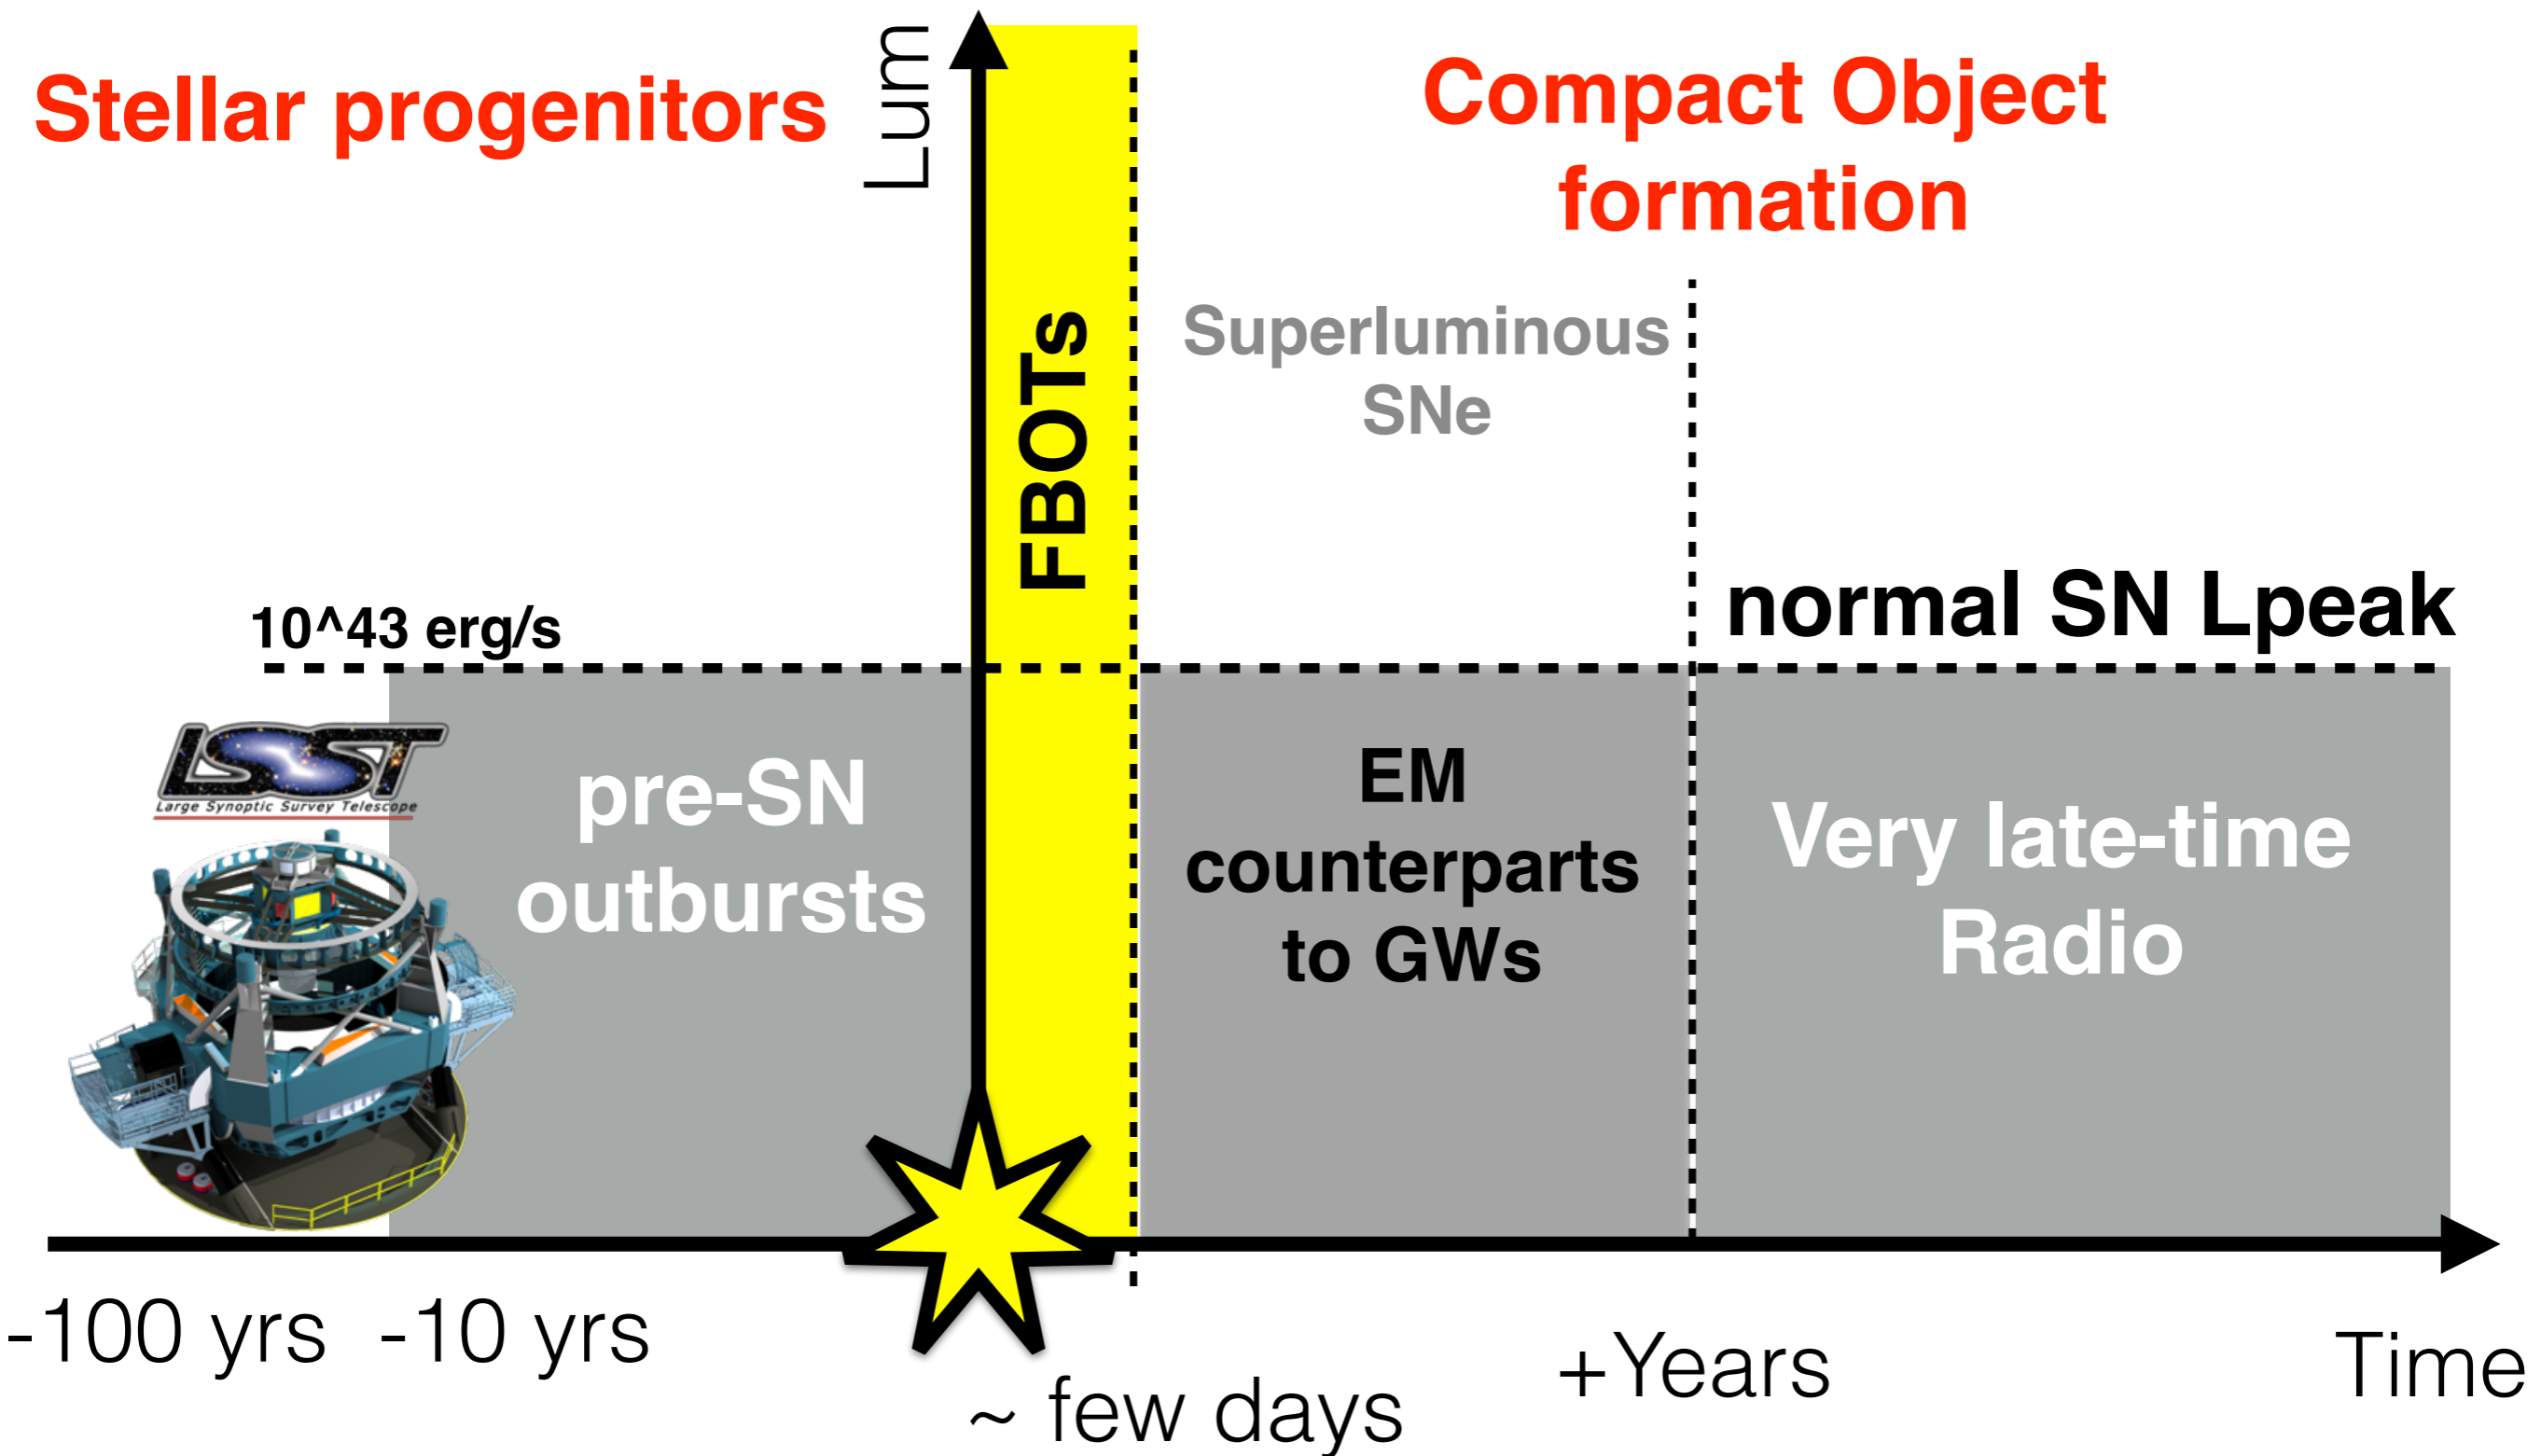 Stellar progenitors
Lum
Compact Object
formation
FBOTs
Superluminous
SNe
10^43 erg/s
normal SN Lpeak
LSST
Large Synoptic Survey Telescope
pre-SN
outbursts
EM
counterparts
to GWs
Very late-time
Radio
-100 yrs
-10 yrs
~ few days
+Years
Time